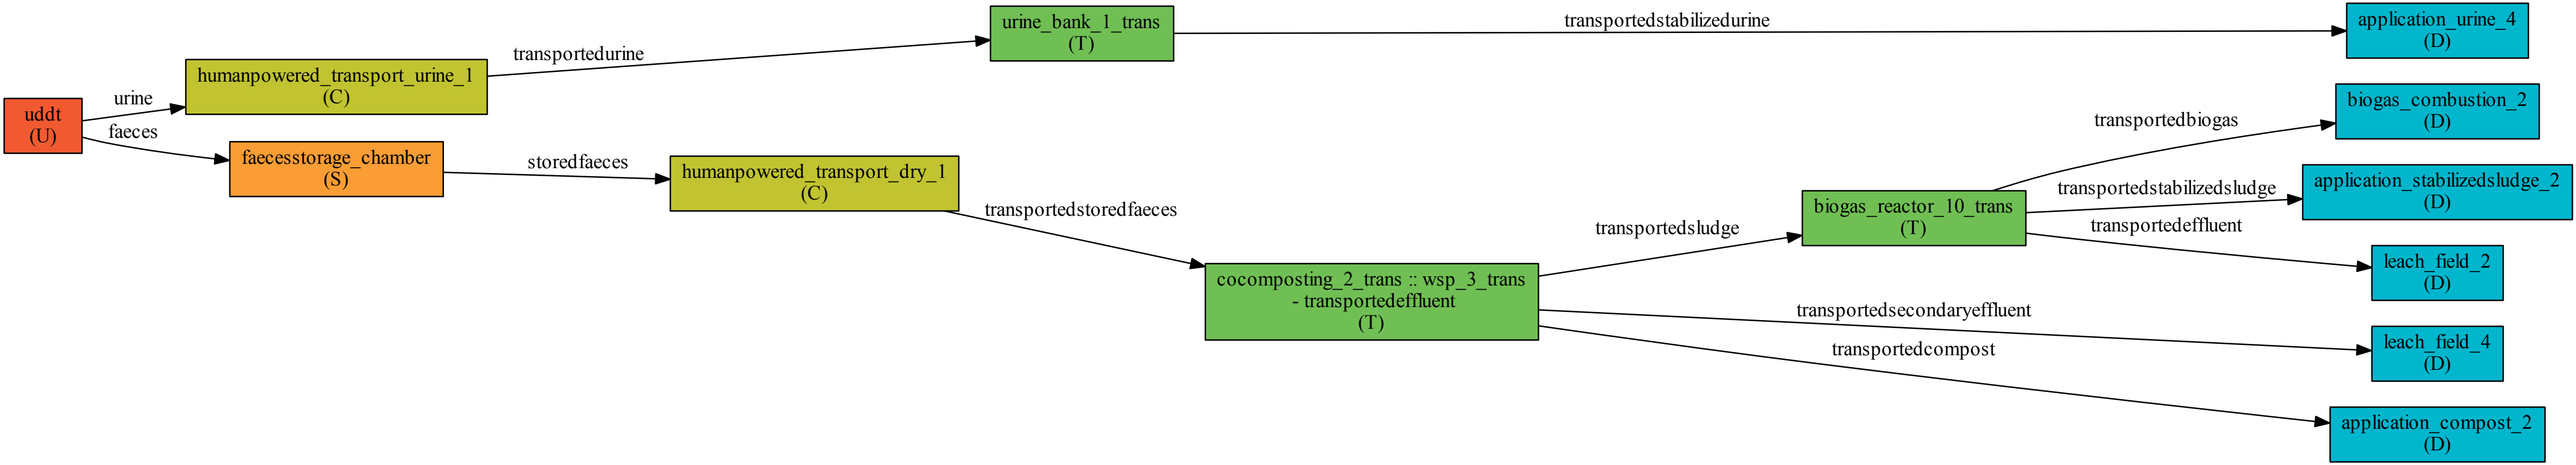 uddt
(U)
urine
faeces
humanpowered_transport_urine_1
(C)
faecesstorage_chamber
(S)
transportedurine
storedfaeces
humanpowered_transport_dry_1
(C)
urine_bank_1_trans
(T)
transportedstoredfaeces
cocomposting_2_trans :: wsp_3_trans
- transportedeffluent
(T)
transportedstabilizedurine
transportedsludge
transportedsecondaryeffluent
transportedcompost
biogas_reactor_10_trans
(T)
transportedbiogas
transportedstabilizedsludge
transportedeffluent
application_urine_4
(D)
biogas_combustion_2
(D)
application_stabilizedsludge_2
(D)
leach_field_2
(D)
leach_field_4
(D)
application_compost_2
(D)